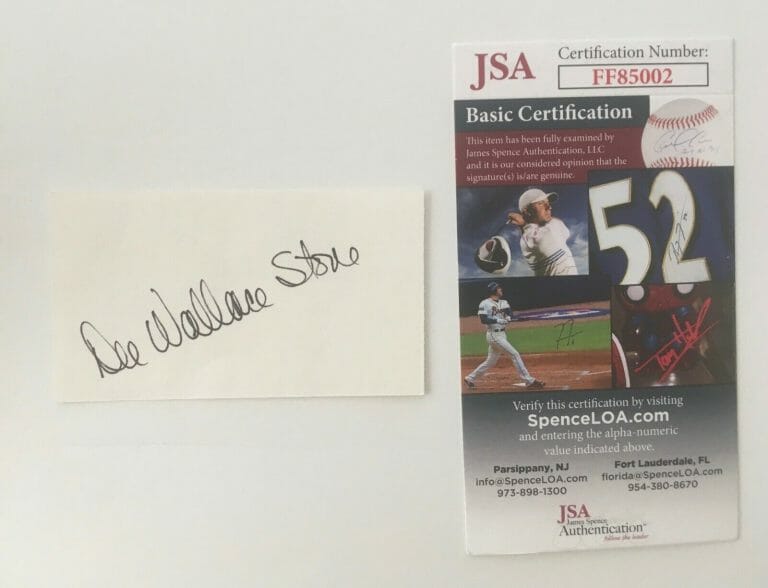 Dee Wallace Stone
JSA
Certification Number:
FF85002
Basic Certification
This item has been fully examined by
James Spence Authentication, LLC
and it is our considered opinion that the
signature(s) is/are genuine.
52
Verify this certification by visiting
SpenceLOA.com
and entering the alpha-numeric
value indicated above.
Parsippany, NJ
info@SpenceLOA.com
973-898-1300
Fort Lauderdale, FL
florida@SpenceLOA.com
954-380-8670
JSA
James Spence
Authentication
follow the leader